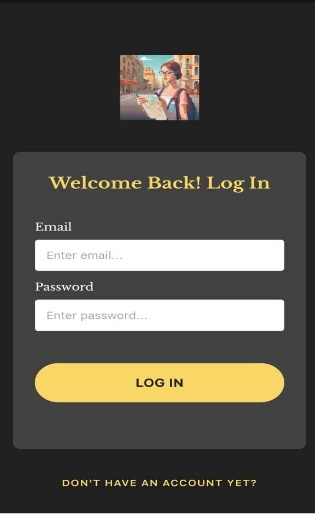 Welcome Back! Log In
Email
Enter email...
Password
Enter password...
LOG IN
DON'T HAVE AN ACCOUNT YET?